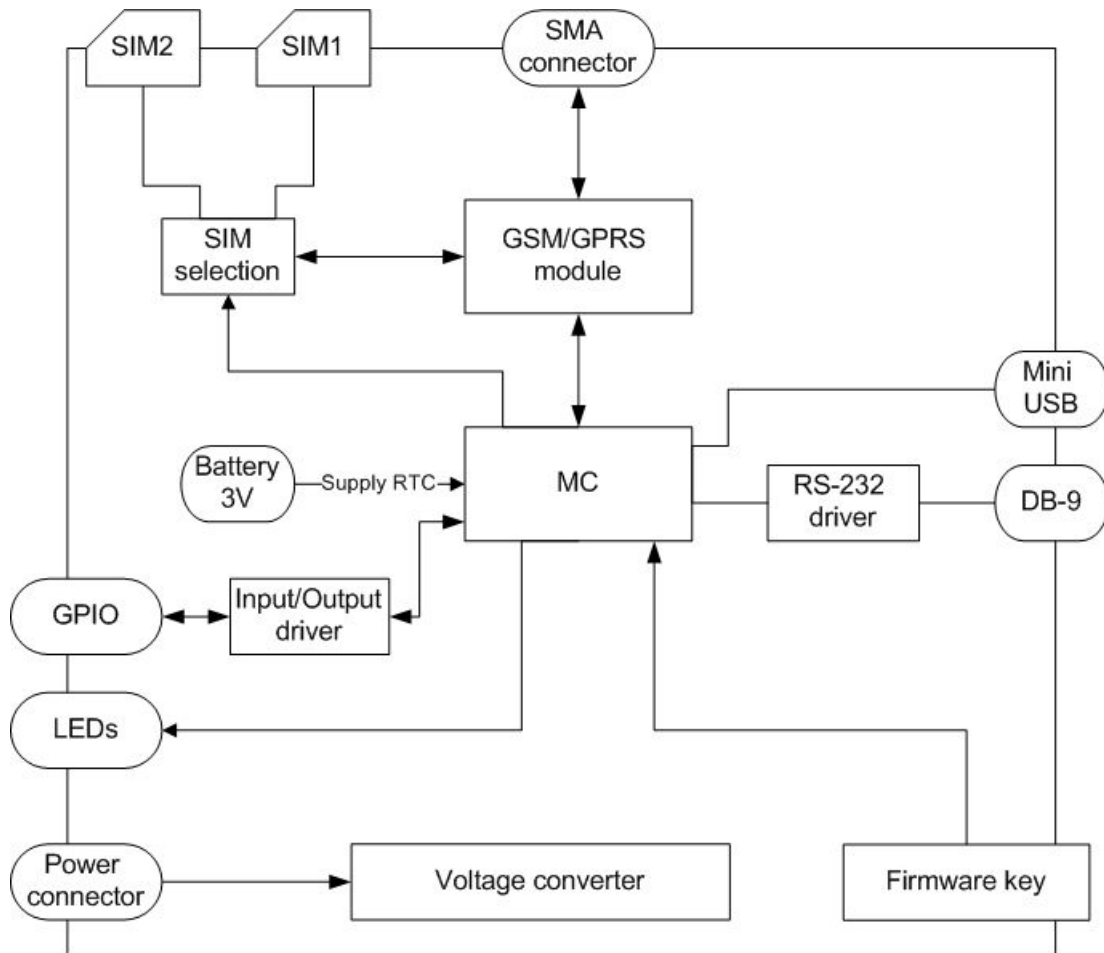 SIM2
SIM1
SMA
connector
SIM
selection
GSM/GPRS
module
Mini
USB
Battery
3V
Supply RTC
MC
RS-232
driver
DB-9
GPIO
Input/Output
driver
LEDs
Power
connector
Voltage converter
Firmware key